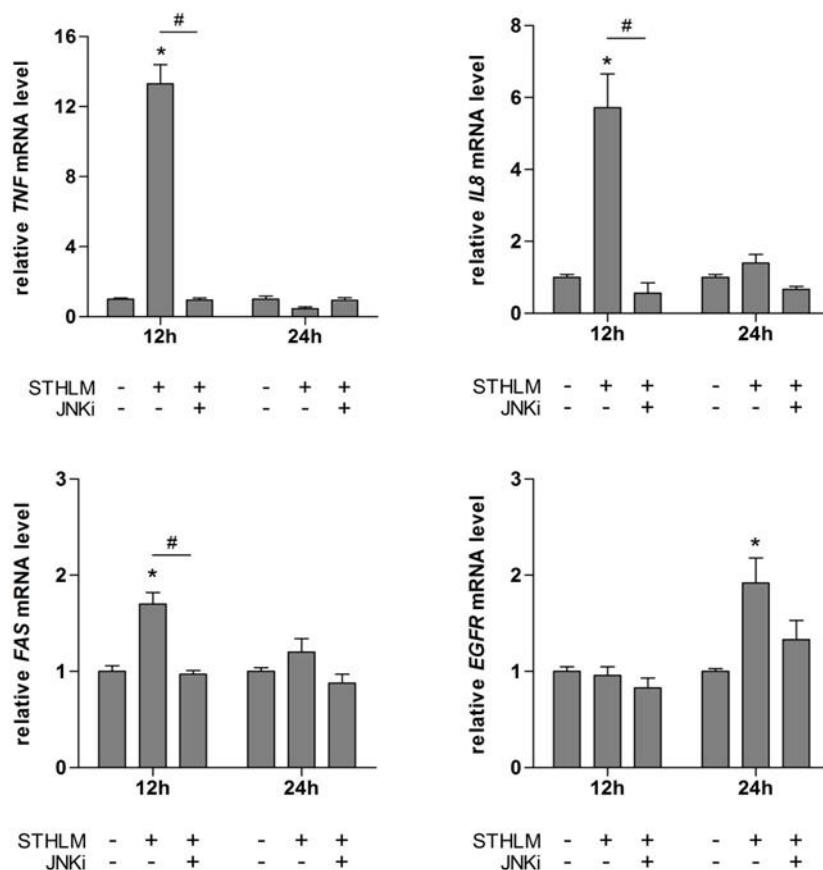 relative TNF mRNA level
16
12
8
4
0
*
#
12h 24h
STHLM - + + - + +
JNKi - - + - - +
relative IL8 mRNA level
8
6
4
2
0
*
#
12h 24h
STHLM - + + - + +
JNKi - - + - - +
relative FAS mRNA level
3
2
1
0
*
#
12h 24h
STHLM - + + - + +
JNKi - - + - - +
relative EGFR mRNA level
3
2
1
0
*
12h 24h
STHLM - + + - + +
JNKi - - + - - +